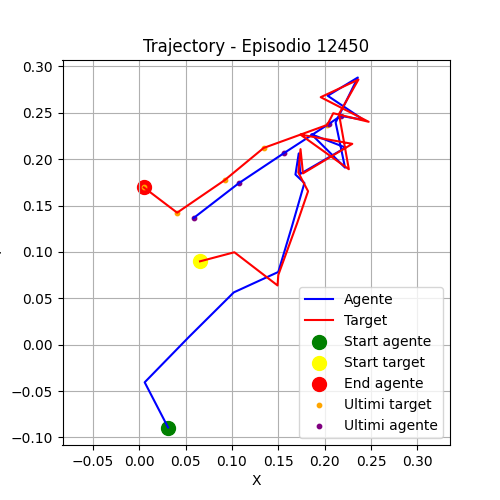 Trajectory - Episodio 12450
0.30
0.25
0.20
0.15
0.10
0.05
0.00
−0.05
−0.10
Agente
Target
Start agente
Start target
End agente
Ultimi target
Ultimi agente
−0.05 0.00 0.05 0.10 0.15 0.20 0.25 0.30
X